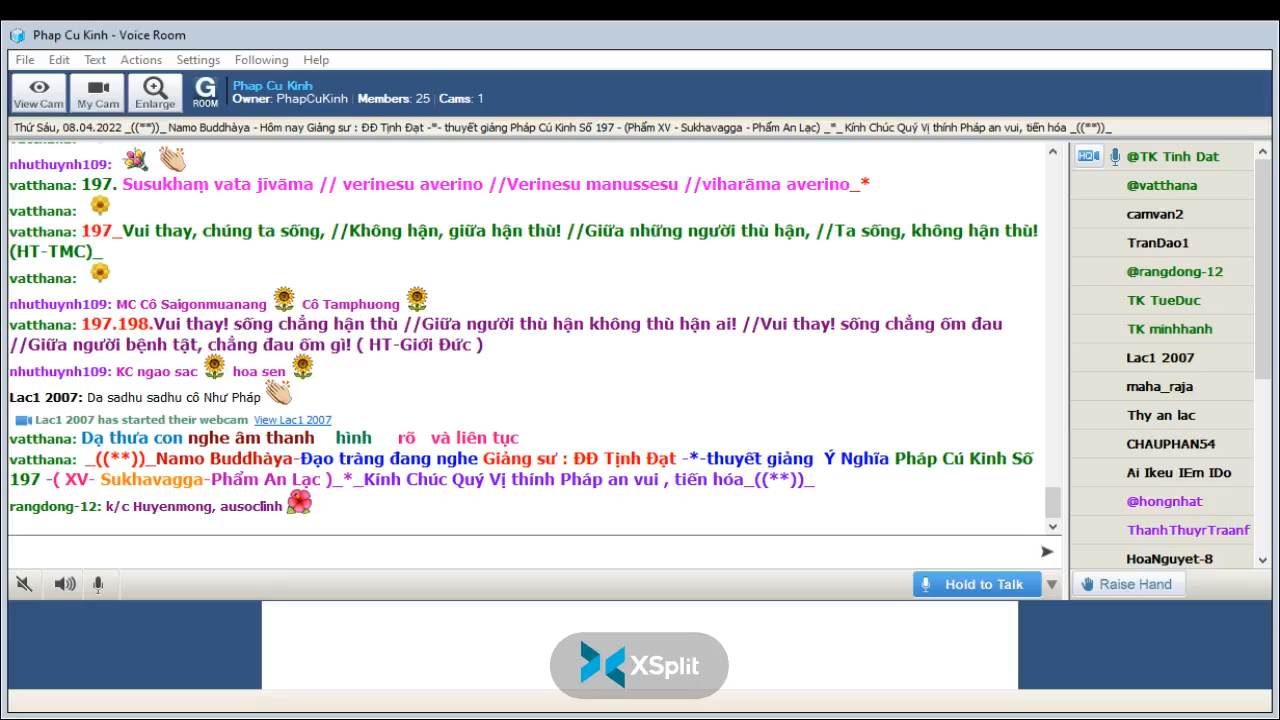 Phap Cu Kinh - Voice Room
File Edit Text Actions Settings Following Help
View Cam My Cam Enlarge G ROOM
Phap Cu Kinh
Owner: PhapCuKinh | Members: 25 | Cams: 1
Thứ Sáu, 08.04.2022 _((**))_ Namo Buddhàya - Hôm nay Giảng sư : ĐĐ Tịnh Đạt -*- thuyết giảng Pháp Cú Kinh Số 197 - (Phẩm XV - Sukhavagga - Phẩm An Lạc) _*_ Kính Chúc Quý Vị thính Pháp an vui, tiến hóa _((**))_
nhuthuynh109:
vatthana: 197. Susukhaṃ vata jīvāma // verinesu averino //Verinesu manussesu //viharāma averino_*
vatthana:
vatthana: 197_Vui thay, chúng ta sống, //Không hận, giữa hận thù! //Giữa những người thù hận, //Ta sống, không hận thù!
(HT-TMC)_
vatthana:
nhuthuynh109: MC Cô Saigonmuanang Cô Tamphuong
vatthana: 197.198.Vui thay! sống chẳng hận thù //Giữa người thù hận không thù hận ai! //Vui thay! sống chẳng ốm đau
//Giữa người bệnh tật, chẳng đau ốm gì! ( HT-Giới Đức )
nhuthuynh109: KC ngao sac hoa sen
Lac1 2007: Da sadhu sadhu cô Như Pháp
Lac1 2007 has started their webcam View Lac1 2007
vatthana: Dạ thưa con nghe âm thanh hình rõ và liên tục
vatthana: _((**))_Namo Buddhàya-Đạo tràng đang nghe Giảng sư : ĐĐ Tịnh Đạt -*-thuyết giảng Ý Nghĩa Pháp Cú Kinh Số
197 -( XV- Sukhavagga-Phẩm An Lạc )_*_Kính Chúc Quý Vị thính Pháp an vui , tiến hóa_((**))_
rangdong-12: k/c Huyenmong, ausoclinh
Hold to Talk
HQ @TK Tinh Dat
@vatthana
camvan2
TranDao1
@rangdong-12
TK TueDuc
TK minhhanh
Lac1 2007
maha_raja
Thy an lac
CHAUPHAN54
Ai Ikeu IEm IDo
@hongnhat
ThanhThuyrTraanf
HoaNguyet-8
Raise Hand
XSplit